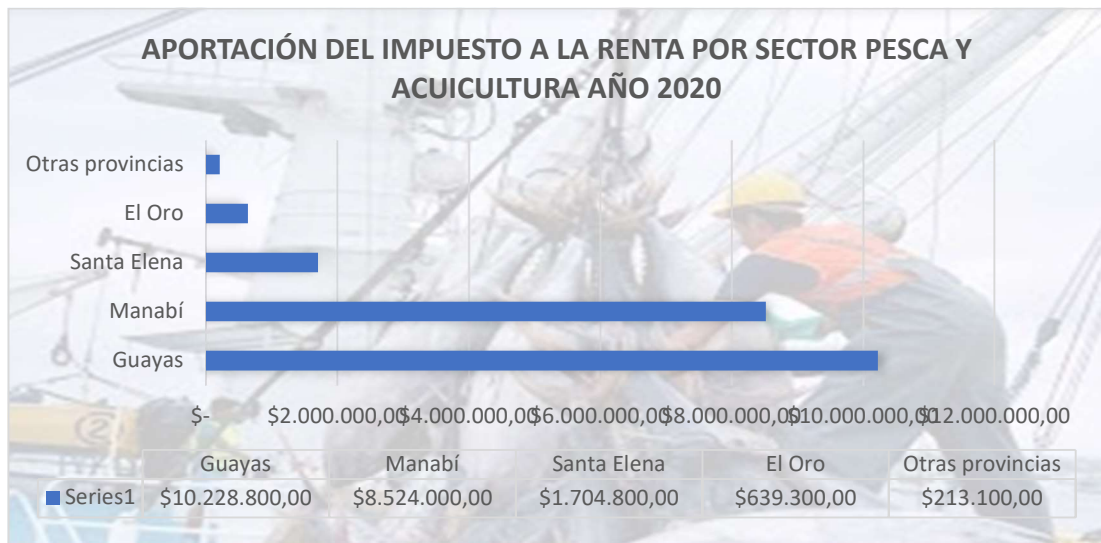 APORTACIÓN DEL IMPUESTO A LA RENTA POR SECTOR PESCA Y
ACUICULTURA AÑO 2020
Otras provincias
El Oro
Santa Elena
Manabí
Guayas
$- $2.000.000,00 $4.000.000,00 $6.000.000,00 $8.000.000,00 $10.000.000,00 $12.000.000,00
Guayas Manabí Santa Elena El Oro Otras provincias
Series1 $10.228.800,00 $8.524.000,00 $1.704.800,00 $639.300,00 $213.100,00